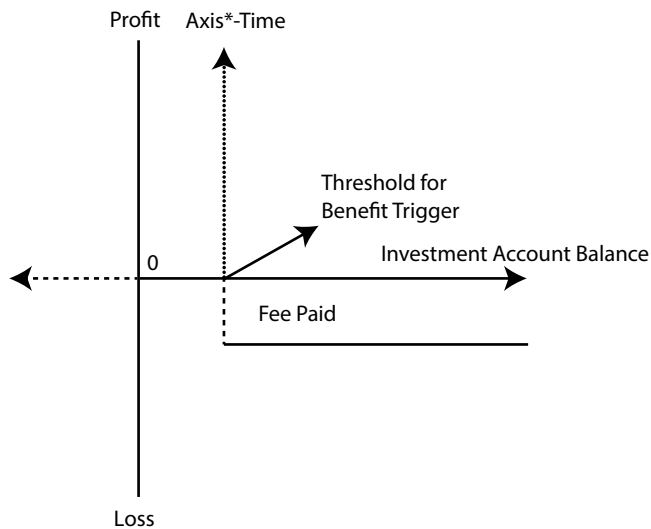 Profit
Axis*-Time
Threshold for
Benefit Trigger
0
Investment Account Balance
Fee Paid
Loss